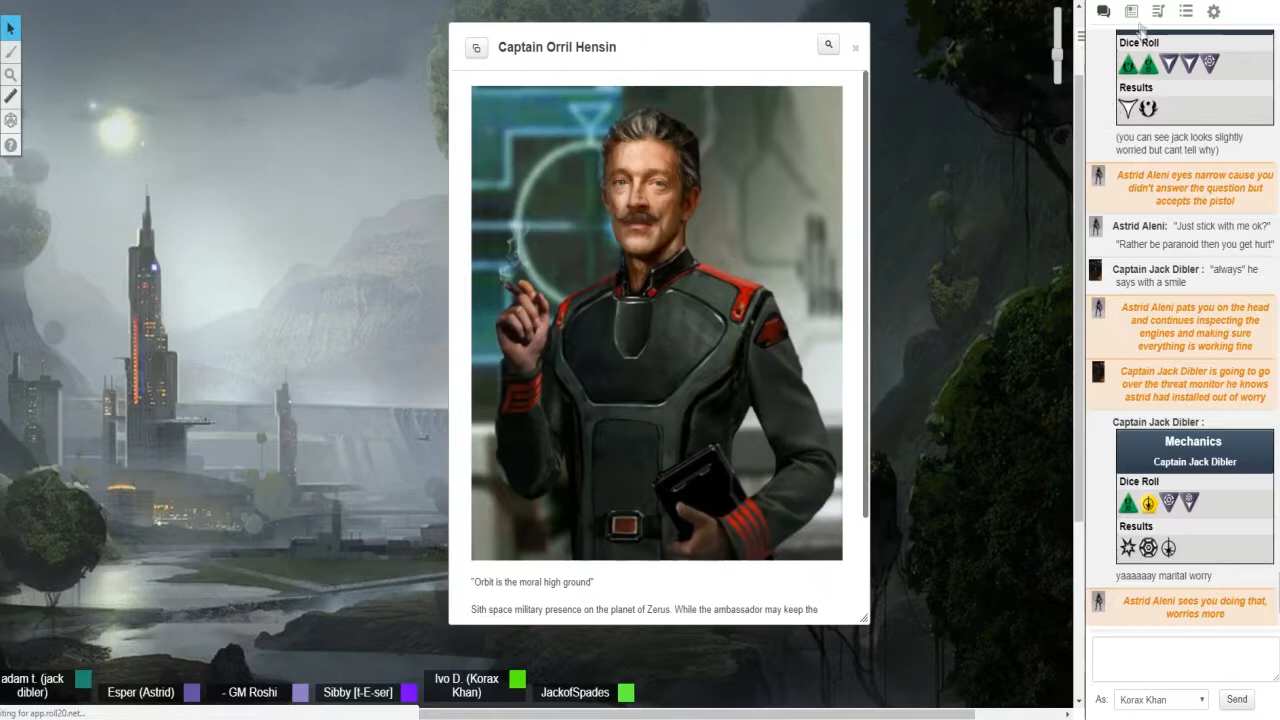 Captain Orril Hensin
"Orbit is the moral high ground"
Sith space military presence on the planet of Zerus. While the ambassador may keep the
Dice Roll
Results
(you can see jack looks slightly
worried but cant tell why)
Astrid Aleni eyes narrow cause you
didn't answer the question but
accepts the pistol
Astrid Aleni: "Just stick with me ok?"
"Rather be paranoid then you get hurt"
Captain Jack Dibler : "always" he
says with a smile
Astrid Aleni pats you on the head
and continues inspecting the
engines and making sure
everything is working fine
Captain Jack Dibler is going to go
over the threat monitor he knows
astrid had installed out of worry
Captain Jack Dibler :
Mechanics
Captain Jack Dibler
Dice Roll
Results
yaaaaaay marital worry
Astrid Aleni sees you doing that,
worries more
As: Korax Khan Send
adam t. (jack
dibler)
Esper (Astrid)
- GM Roshi
Sibby [t-E-ser]
Ivo D. (Korax
Khan)
JackofSpades
iting for app.roll20.net...